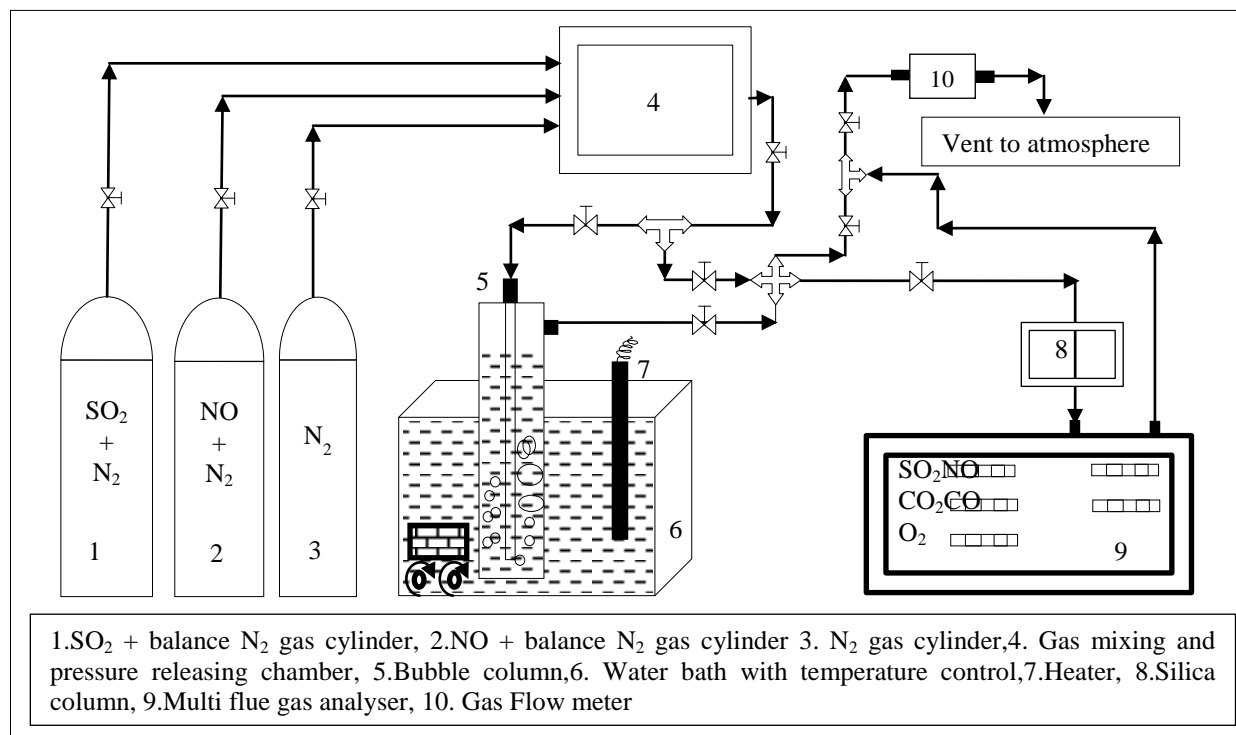 10
4
Vent to atmosphere
5
8
7
SO₂
+
N₂
NO
+
N₂
N₂
SO₂NO
CO₂CO
O₂
1
2
3
6
9
1.SO₂ + balance N₂ gas cylinder, 2.NO + balance N₂ gas cylinder 3. N₂ gas cylinder,4. Gas mixing and
pressure releasing chamber, 5.Bubble column,6. Water bath with temperature control,7.Heater, 8.Silica
column, 9.Multi flue gas analyser, 10. Gas Flow meter